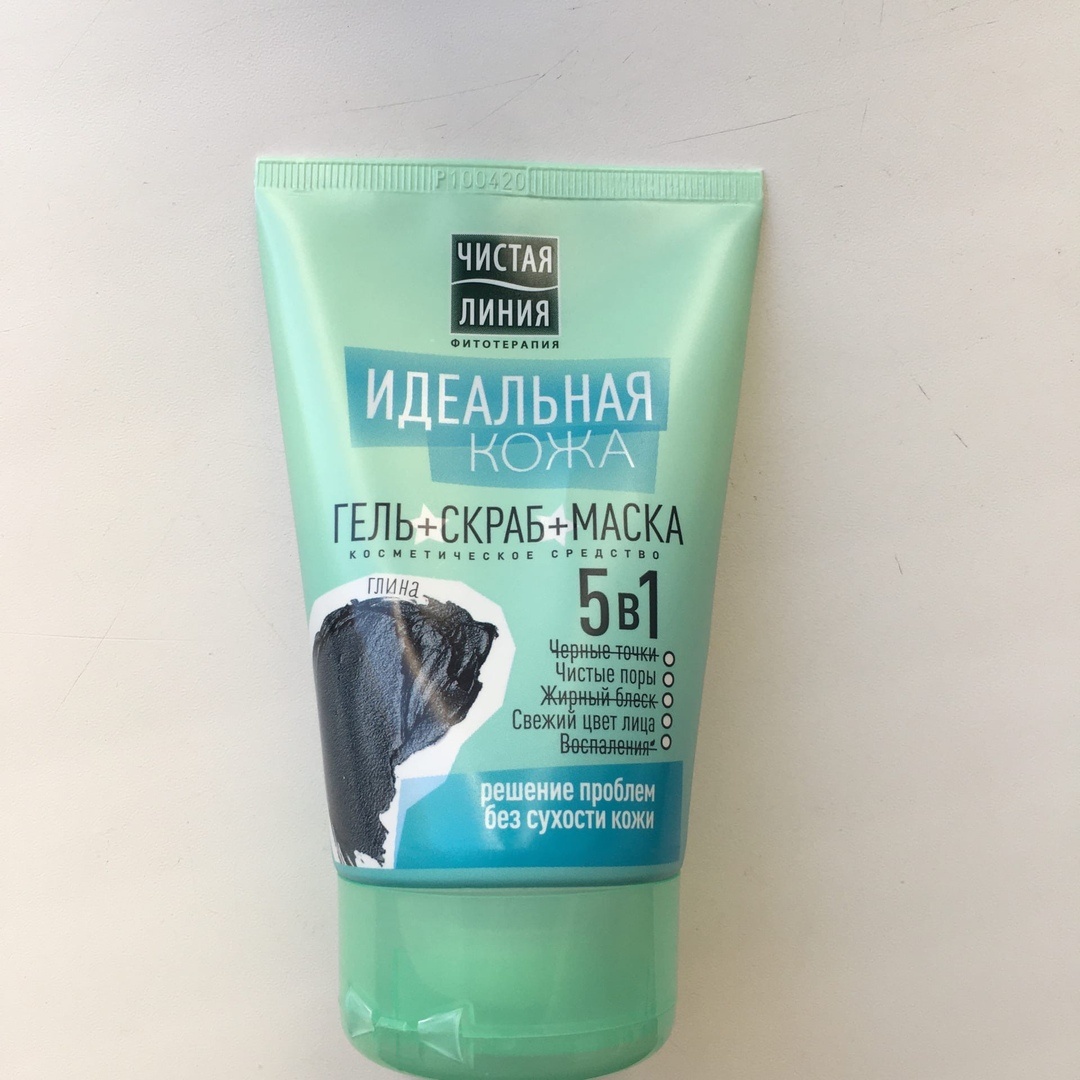 P100420
ЧИСТАЯ
ЛИНИЯ
ФИТОТЕРАПИЯ
ИДЕАЛЬНАЯ
КОЖА
ГЕЛЬ+СКРАБ+МАСКА
КОСМЕТИЧЕСКОЕ СРЕДСТВО
глина
5в1
Черные точки
Чистые поры
Жирный блеск
Свежий цвет лица
Воспаления*
решение проблем
без сухости кожи